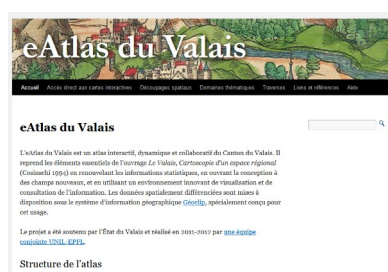 eAtlas du Valais
Accueil Accès direct aux cartes interactives Découpages spatiaux Domaines thématiques Traverses Liens et références Aide
eAtlas du Valais
L'eAtlas du Valais est un atlas interactif, dynamique et collaboratif du Canton du Valais. Il
reprend les éléments essentiels de l'ouvrage Le Valais, Cartoscopie d'un espace régional
(Cosinschi 1994) en renouvelant les informations statistiques, en ouvrant la conception à
des champs nouveaux, et en utilisant un environnement innovant de visualisation et de
consultation de l'information. Les données spatialement différenciées sont mises à
disposition sous le système d'information géographique Géoclip, spécialement conçu pour
cet usage.
Le projet a été soutenu par l'État du Valais et réalisé en 2011-2012 par une équipe
conjointe UNIL-EPFL.
Structure de l'atlas